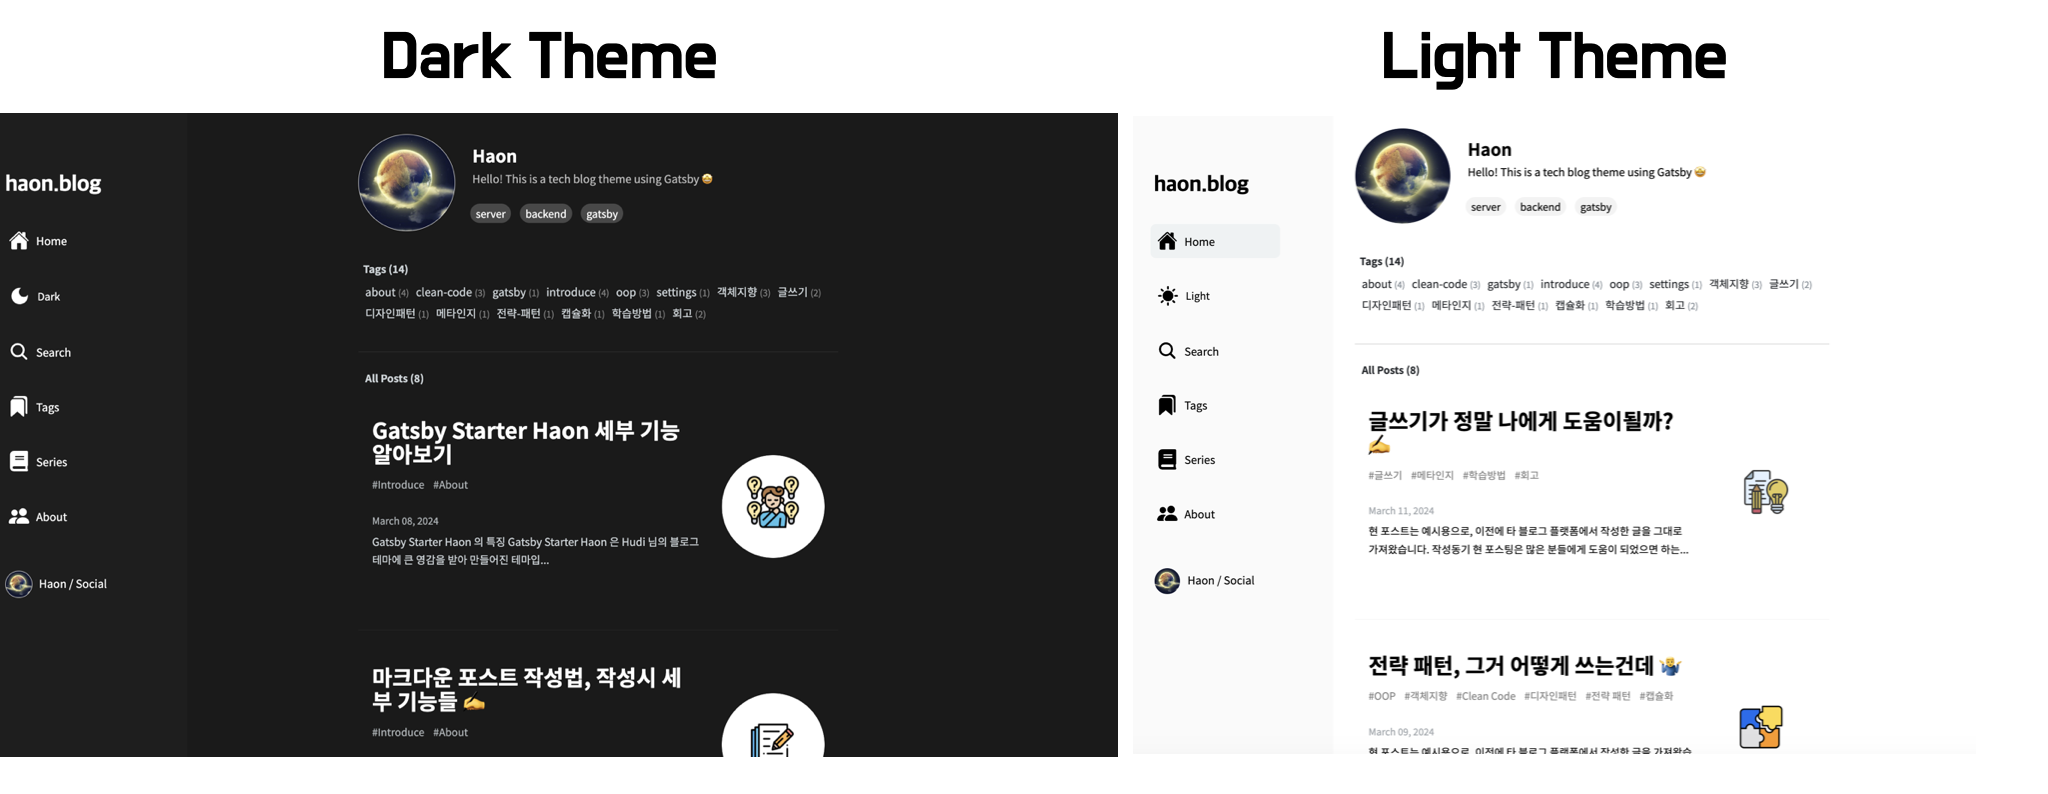 Dark Theme
haon.blog
Home
Dark
Search
Tags
Series
About
Haon / Social
Haon
Hello! This is a tech blog theme using Gatsby 🤩
server backend gatsby
Tags (14)
about (4) clean-code (3) gatsby (1) introduce (4) oop (3) settings (1) 객체지향 (3) 글쓰기 (2)
디자인패턴 (1) 메타인지 (1) 전략-패턴 (1) 캡슐화 (1) 학습방법 (1) 회고 (2)
All Posts (8)
Gatsby Starter Haon 세부 기능
알아보기
#Introduce #About
March 08, 2024
Gatsby Starter Haon 의 특징 Gatsby Starter Haon 은 Hudi 님의 블로그
테마에 큰 영감을 받아 만들어진 테마입...
마크다운 포스트 작성법, 작성시 세
부 기능들 ✍️
#Introduce #About
Light Theme
haon.blog
Home
Light
Search
Tags
Series
About
Haon / Social
Haon
Hello! This is a tech blog theme using Gatsby 🤩
server backend gatsby
Tags (14)
about (4) clean-code (3) gatsby (1) introduce (4) oop (3) settings (1) 객체지향 (3) 글쓰기 (2)
디자인패턴 (1) 메타인지 (1) 전략-패턴 (1) 캡슐화 (1) 학습방법 (1) 회고 (2)
All Posts (8)
글쓰기가 정말 나에게 도움이될까?
✍️
#글쓰기 #메타인지 #학습방법 #회고
March 11, 2024
현 포스트는 예시용으로, 이전에 타 블로그 플랫폼에서 작성한 글을 그대로
가져왔습니다. 작성동기 현 포스팅은 많은 분들에게 도움이 되었으면 하는...
전략 패턴, 그거 어떻게 쓰는건데 🤷‍♂️
#OOP #객체지향 #Clean Code #디자인패턴 #전략 패턴 #캡슐화
March 09, 2024
현 포스트는 예시용으로, 이전에 타 블로그 플랫폼에서 작성한 글을 가져왔습